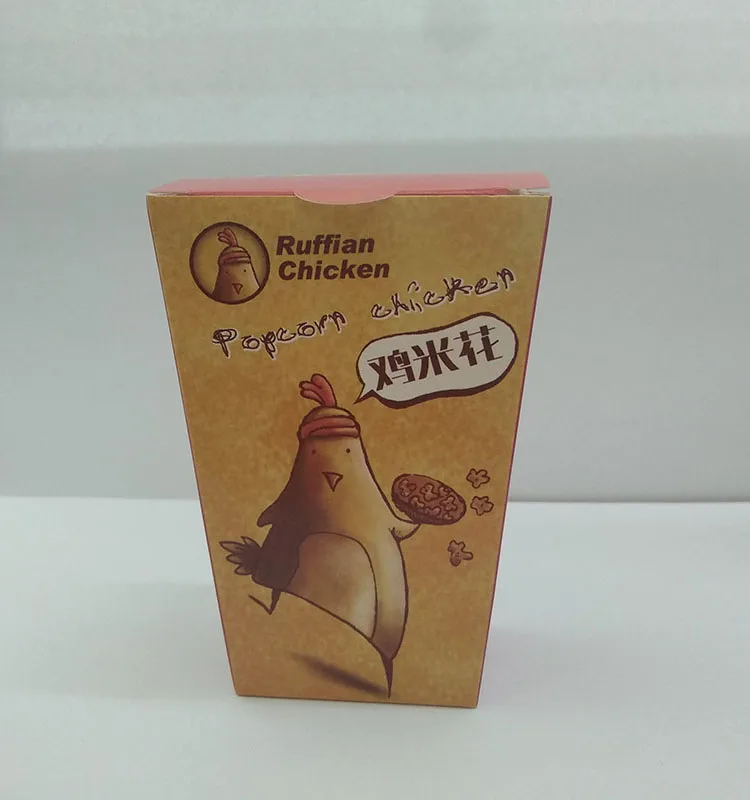 Ruffian
Chicken
Popcorn chicken
鸡米花